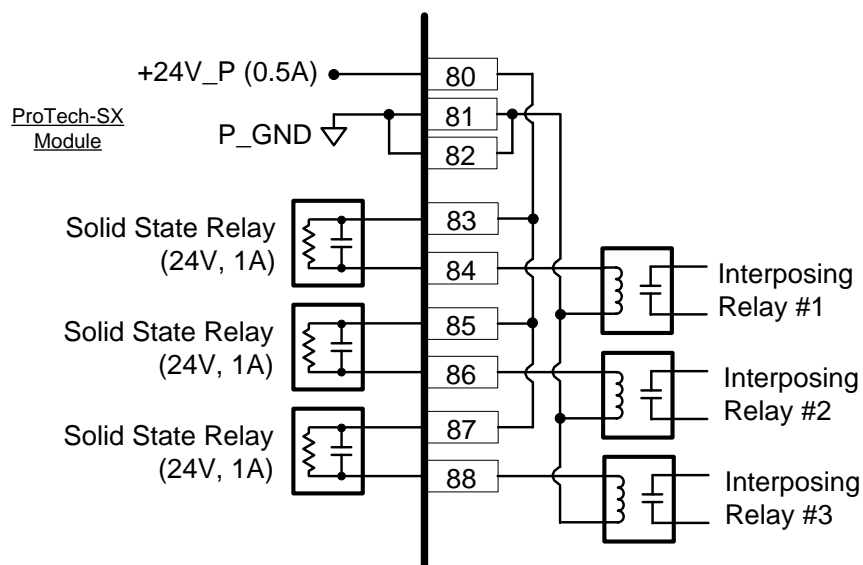 +24V_P (0.5A)
80
ProTech-SX
Module
P_GND
81
82
Solid State Relay
(24V, 1A)
83
84
Interposing
Relay #1
Solid State Relay
(24V, 1A)
85
86
Interposing
Relay #2
Solid State Relay
(24V, 1A)
87
88
Interposing
Relay #3